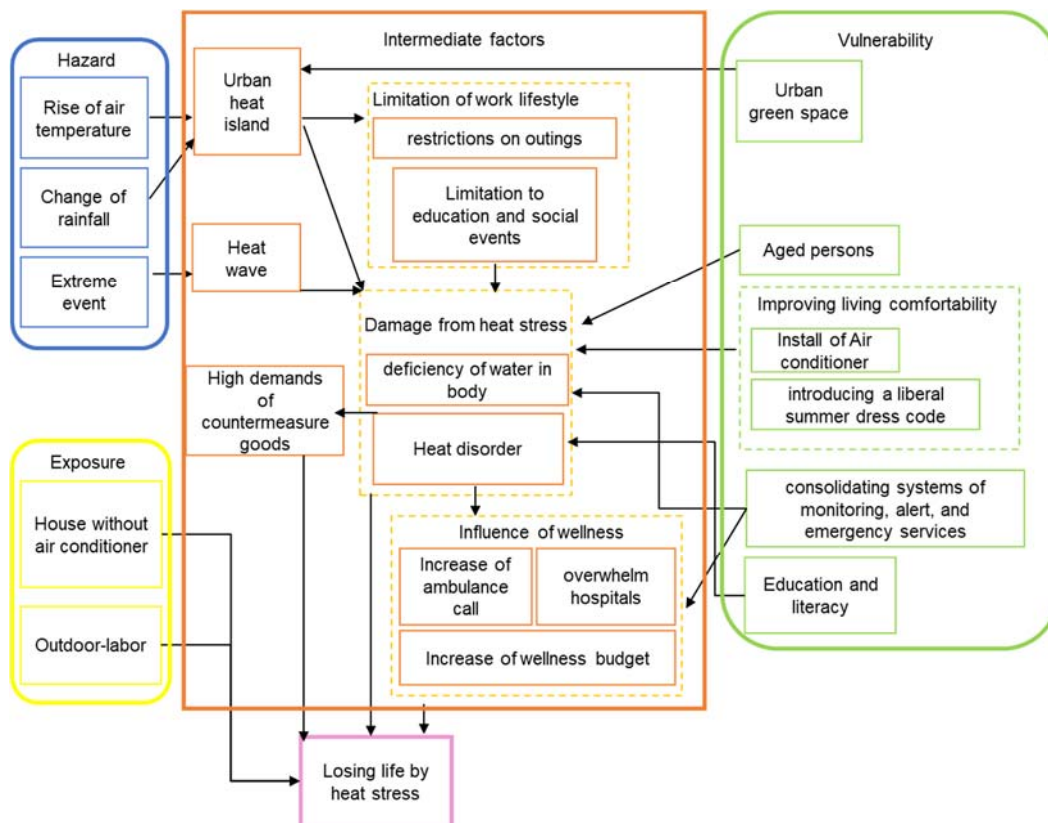 Hazard
Rise of air
temperature
Change of
rainfall
Extreme
event
Exposure
House without
air conditioner
Outdoor-labor
Intermediate factors
Urban
heat
island
Heat
wave
Limitation of work lifestyle
restrictions on outings
Limitation to
education and social
events
Damage from heat stress
deficiency of water in
body
Heat disorder
High demands
of
countermeasure
goods
Influence of wellness
Increase of
ambulance
call
overwhelm
hospitals
Increase of wellness budget
Losing life by
heat stress
Vulnerability
Urban
green space
Aged persons
Improving living comfortability
Install of Air
conditioner
introducing a liberal
summer dress code
consolidating systems of
monitoring, alert, and
emergency services
Education and
literacy